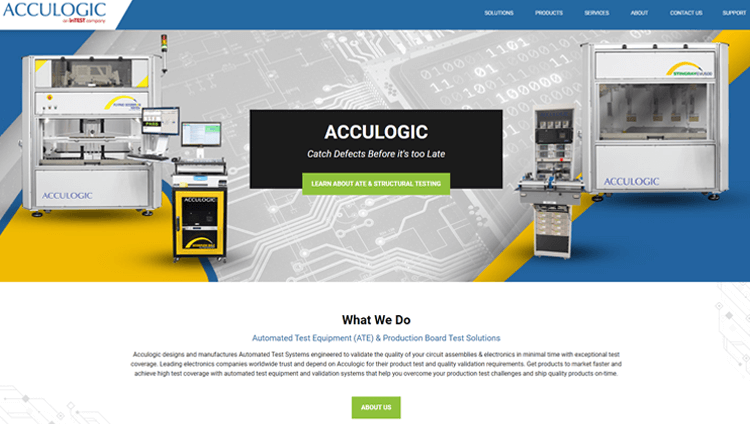 ACCULOGIC
an inTEST company
SOLUTIONS PRODUCTS SERVICES ABOUT CONTACT US SUPPORT
PASS
STINGRAY
ACCULOGIC
Catch Defects Before it's too Late
LEARN ABOUT ATE & STRUCTURAL TESTING
ACCULOGIC
ACCULOGIC
ACCULOGIC
What We Do
Automated Test Equipment (ATE) & Production Board Test Solutions
Acculogic designs and manufactures Automated Test Systems engineered to validate the quality of your circuit assemblies & electronics in minimal time with exceptional test
coverage. Leading electronics companies worldwide trust and depend on Acculogic for their product test and quality validation requirements. Get products to market faster and
achieve high test coverage with automated test equipment and validation systems that help you overcome your production test challenges and ship quality products on-time.
ABOUT US